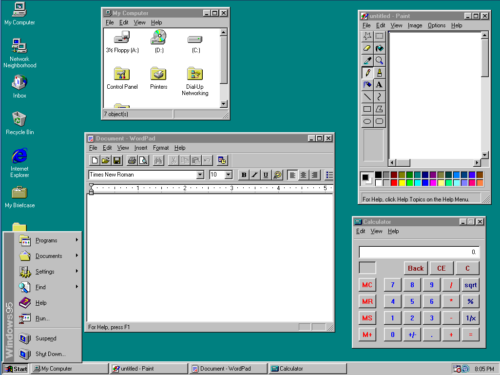 My Computer
Network
Neighborhood
Inbox
Recycle Bin
Internet
Explorer
My Briefcase
My Computer
File Edit View Help
3½ Floppy (A:)
(D:)
(C:)
Control Panel
Printers
Dial-Up
Networking
7 object(s)
untitled - Paint
File Edit View Image Options Help
For Help, click Help Topics on the Help Menu.
Document - WordPad
File Edit View Insert Format Help
Times New Roman
10
B I U
1 2 3 4 5
For Help, press F1
Calculator
Edit View Help
0.
Back CE C
MC 7 8 9 / sqrt
MR 4 5 6 * %
MS 1 2 3 - 1/x
M+ 0 +/- . + =
Windows95
Programs
Documents
Settings
Find
Help
Run...
Suspend
Shut Down...
Start
My Computer
untitled - Paint
Document - WordPad
Calculator
8:05 PM